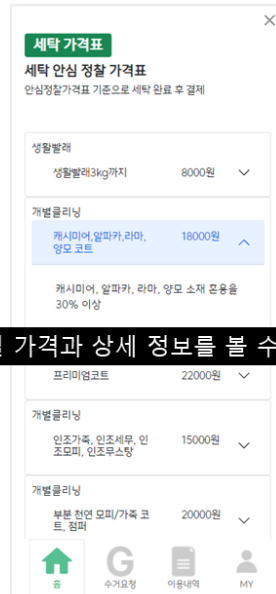 세탁 가격표
세탁 안심 정찰 가격표
안심정찰가격표 기준으로 세탁 완료 후 결제
생활빨래
생활빨래3kg까지 8000원
개별클리닝
캐시미어,알파카,라마, 18000원
양모 코트
캐시미어, 알파카, 라마, 양모 소재 혼용율
30% 이상
가격과 상세 정보를 볼 수
프리미엄코트 22000원
개별클리닝
인조가죽, 인조세무, 인 15000원
조모피, 인조무스탕
개별클리닝
부분 천연 모피/가죽 코 20000원
트, 점퍼
홈 수거요청 이용내역 MY